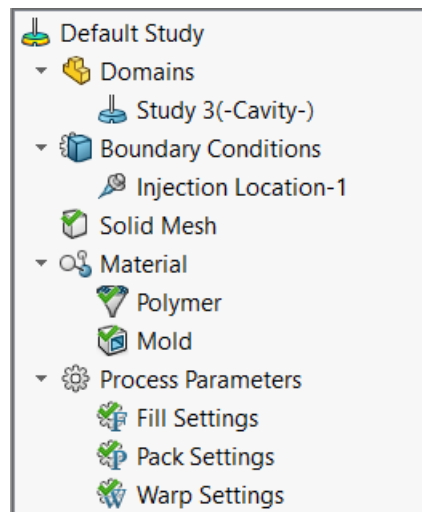 Default Study
Domains
Study 3(-Cavity-)
Boundary Conditions
Injection Location-1
Solid Mesh
Material
Polymer
Mold
Process Parameters
Fill Settings
Pack Settings
Warp Settings